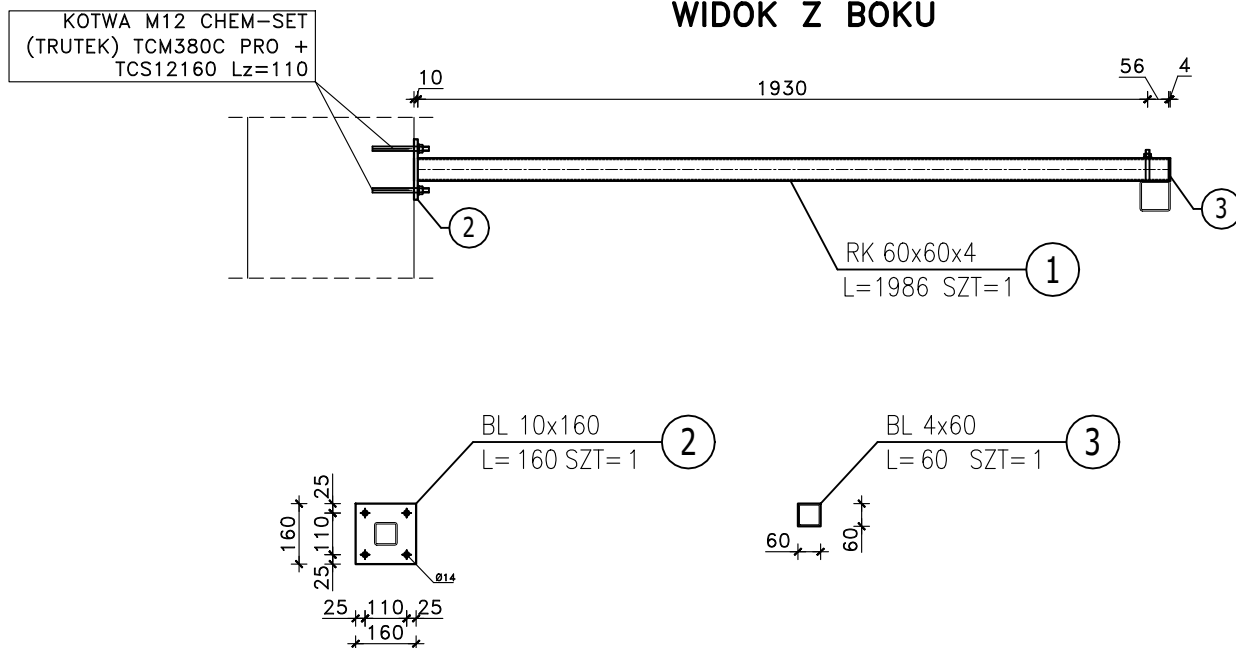 WIDOK Z BOKU
KOTWA M12 CHEM-SET
(TRUTEK) TCM380C PRO +
TCS12160 Lz=110
10
1930
56
4
2
3
RK 60x60x4
L=1986 SZT=1
1
BL 10x160
L= 160 SZT= 1
2
BL 4x60
L= 60 SZT= 1
3
25
160
110
25
Ø14
25
110
25
160
60
60